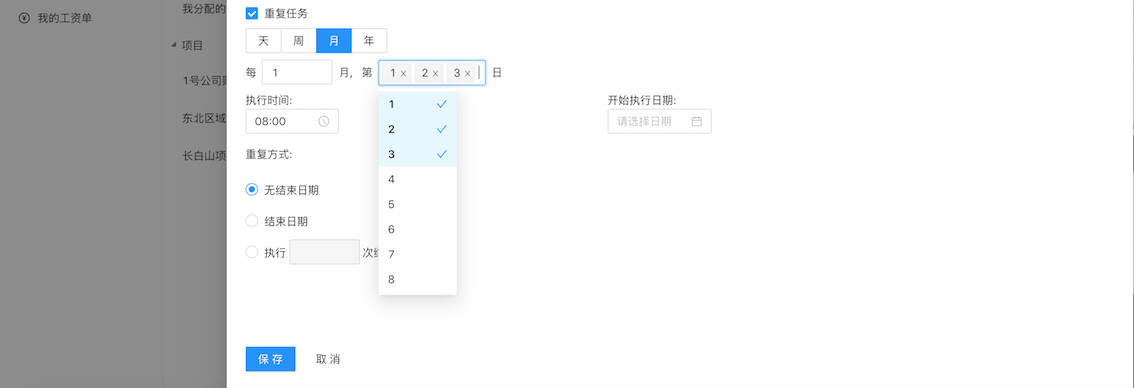 我的工资单
我分配的
项目
1号公司
东北区域
长白山项
重复任务
天 周 月 年
每 1 月, 第 1 x 2 x 3 x 日
执行时间:
08:00
开始执行日期:
请选择日期
重复方式:
无结束日期
结束日期
执行 次
1
2
3
4
5
6
7
8
保 存 取 消